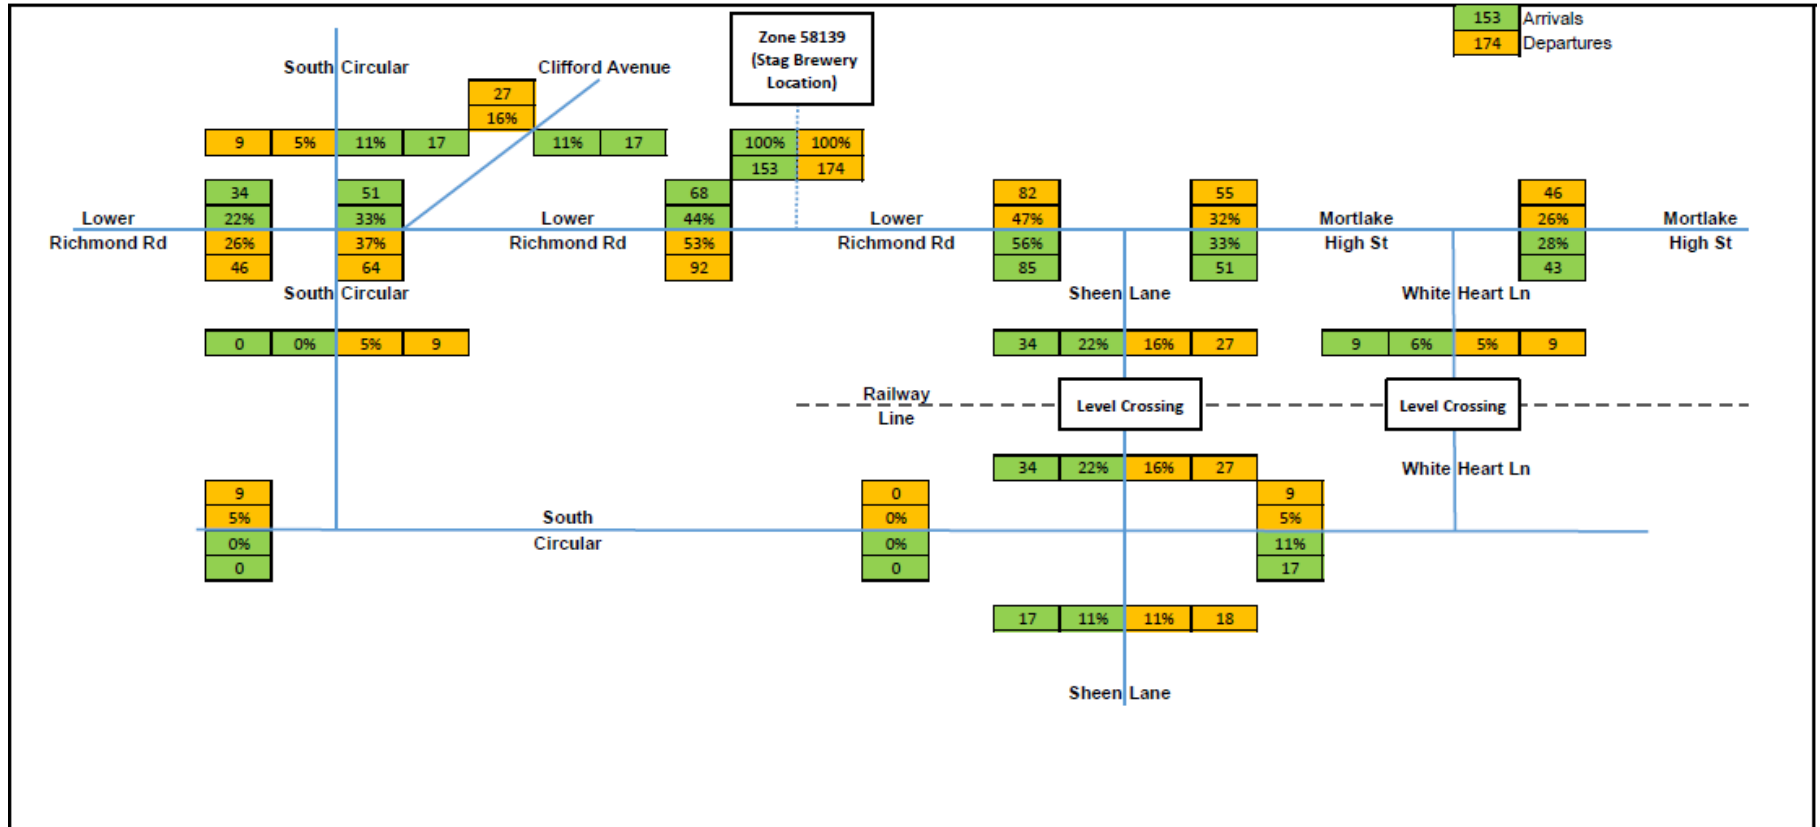 153 Arrivals
174 Departures
Zone 58139
(Stag Brewery
Location)
South Circular
Clifford Avenue
27
16%
9 5% 11% 17
11% 17
100% 100%
153 174
34 51 68 82 55 46
Lower 22% 33% Lower 44% Lower 47% 32% Mortlake 26% Mortlake
Richmond Rd 26% 37% Richmond Rd 53% Richmond Rd 56% 33% High St 28% High St
46 64 92 85 51 43
South Circular
Sheen Lane
White Heart Ln
0 0% 5% 9
34 22% 16% 27
9 6% 5% 9
Railway
Line
Level Crossing
Level Crossing
34 22% 16% 27
White Heart Ln
9 0 9
5% South 0% 5%
0% Circular 0% 11%
0 0 17
17 11% 11% 18
Sheen Lane